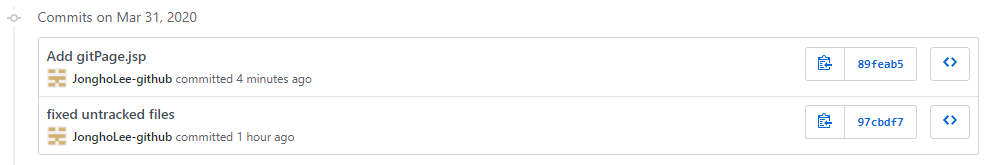 Commits on Mar 31, 2020
Add gitPage.jsp
JonghoLee-github committed 4 minutes ago
89feab5
fixed untracked files
JonghoLee-github committed 1 hour ago
97cbdf7